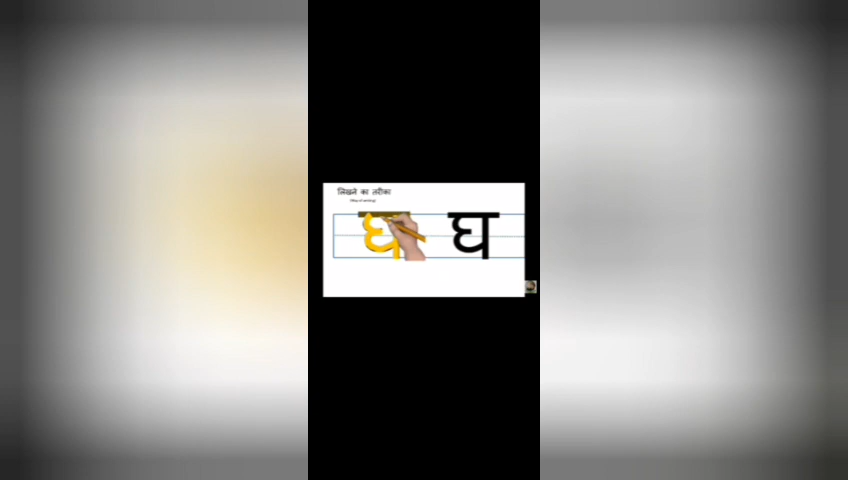 लिखने का तरीका
(Way of writing)
घ घ